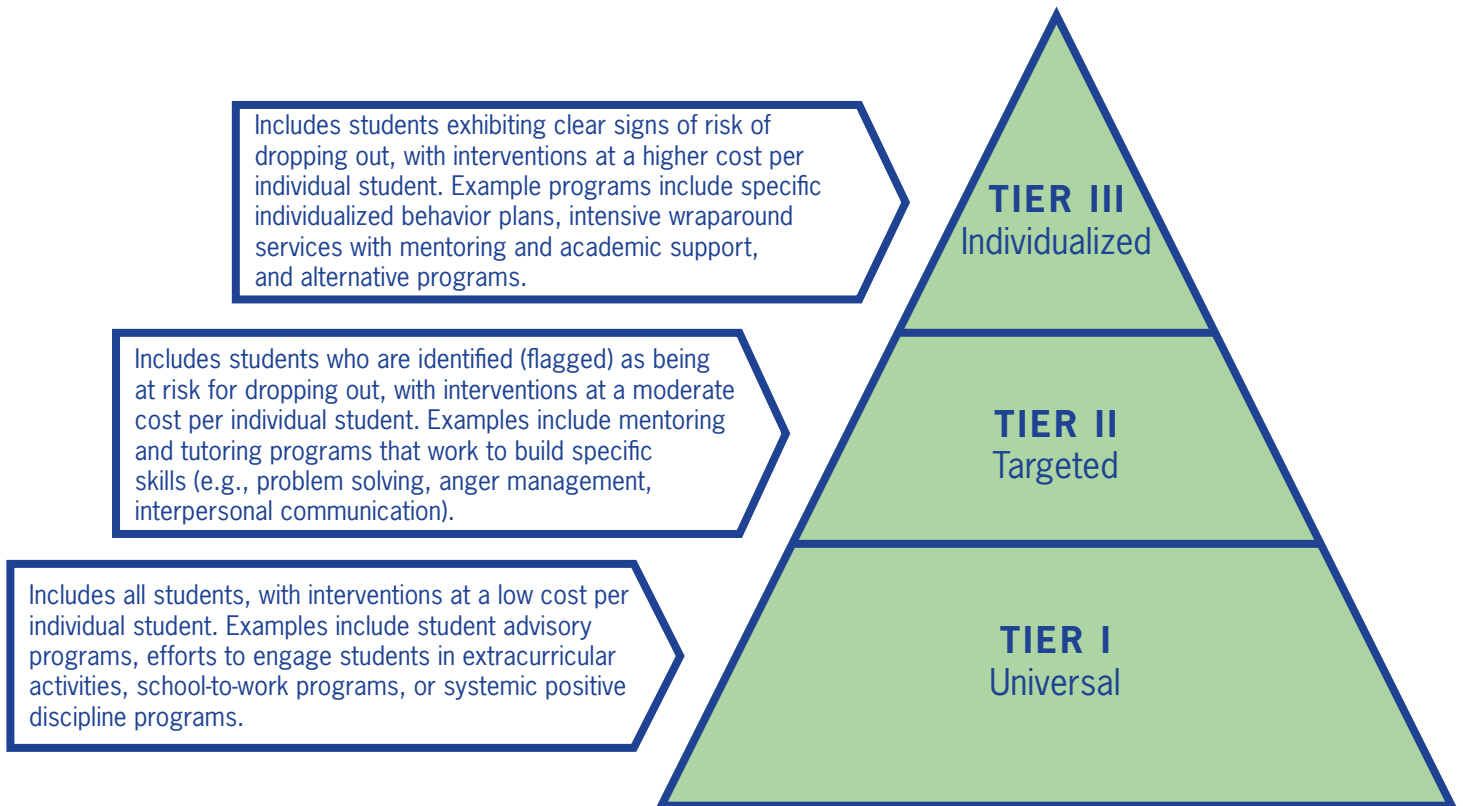 Includes students exhibiting clear signs of risk of
dropping out, with interventions at a higher cost per
individual student. Example programs include specific
individualized behavior plans, intensive wraparound
services with mentoring and academic support,
and alternative programs.
TIER III
Individualized
Includes students who are identified (flagged) as being
at risk for dropping out, with interventions at a moderate
cost per individual student. Examples include mentoring
and tutoring programs that work to build specific
skills (e.g., problem solving, anger management,
interpersonal communication).
TIER II
Targeted
Includes all students, with interventions at a low cost per
individual student. Examples include student advisory
programs, efforts to engage students in extracurricular
activities, school-to-work programs, or systemic positive
discipline programs.
TIER I
Universal